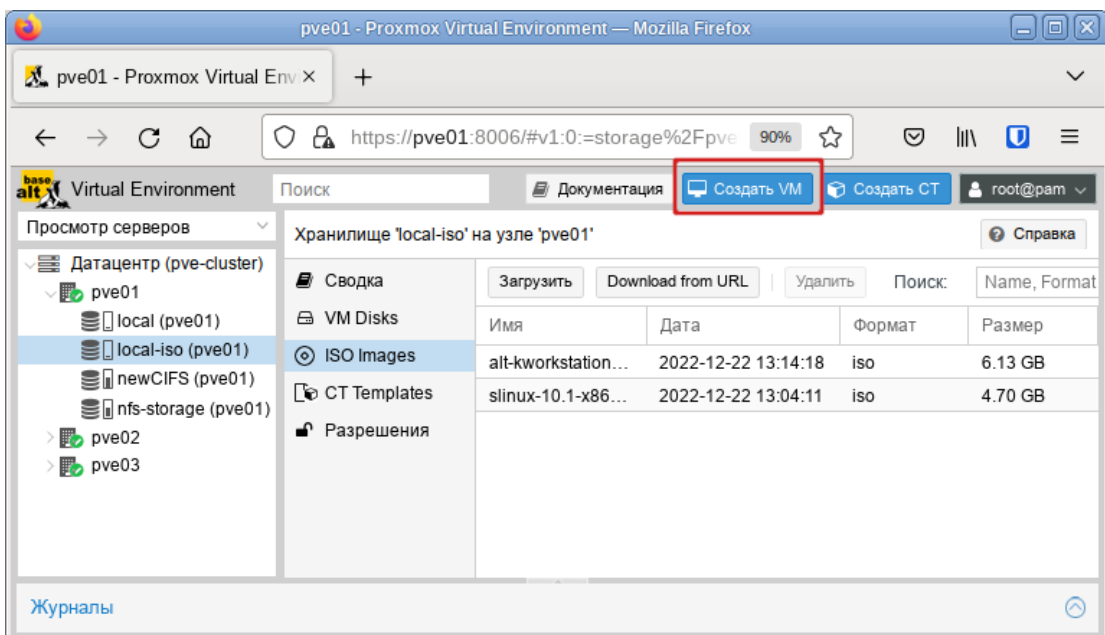 pve01 - Proxmox Virtual Environment — Mozilla Firefox
pve01 - Proxmox Virtual Envi
https://pve01:8006/#v1:0:=storage%2Fpve 90%
base alt Virtual Environment Поиск Документация Создать VM Создать CT root@pam
Просмотр серверов
Хранилище 'local-iso' на узле 'pve01' Справка
Датацентр (pve-cluster)
pve01
local (pve01)
local-iso (pve01)
newCIFS (pve01)
nfs-storage (pve01)
pve02
pve03
Сводка
VM Disks
ISO Images
CT Templates
Разрешения
Загрузить Download from URL Удалить Поиск: Name, Format
Имя Дата Формат Размер
alt-kworkstation... 2022-12-22 13:14:18 iso 6.13 GB
slinux-10.1-x86... 2022-12-22 13:04:11 iso 4.70 GB
Журналы